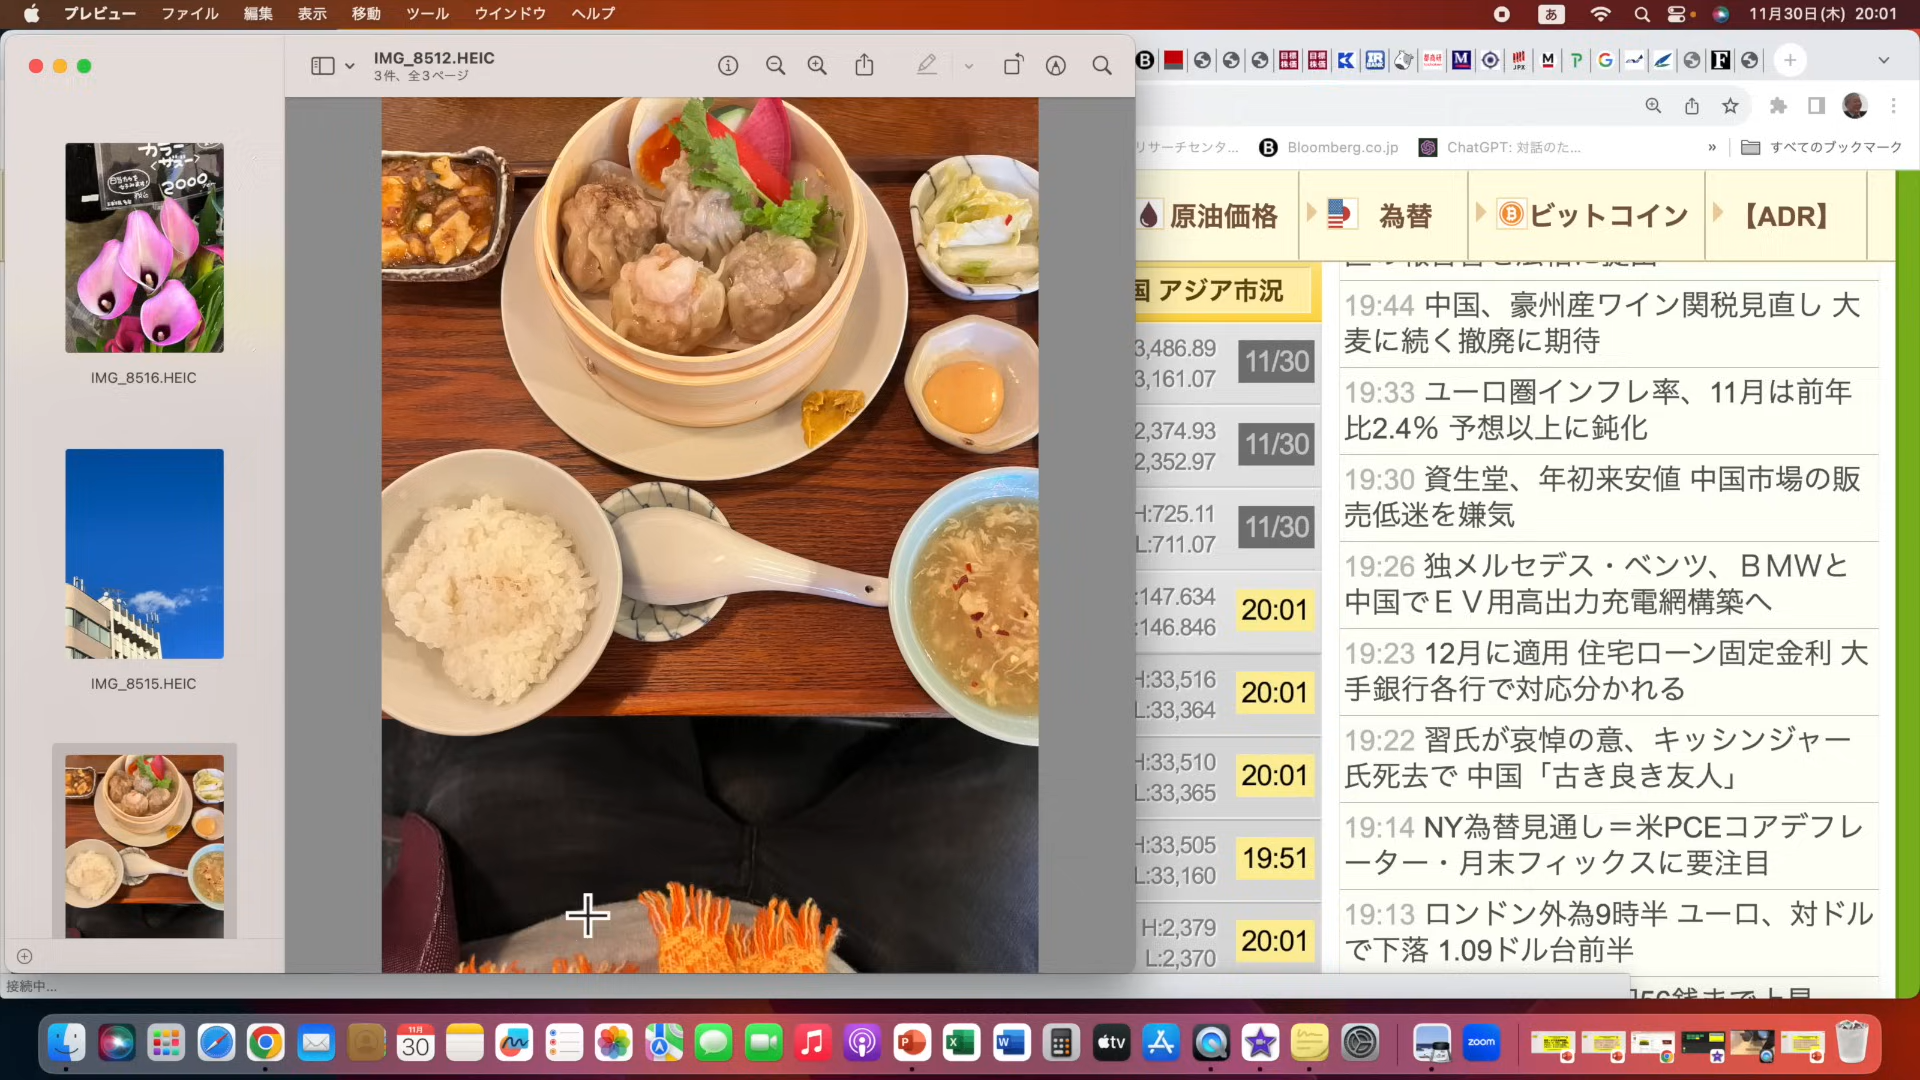 プレビュー ファイル 編集 表示 移動 ツール ウインドウ ヘルプ
あ 11月30日(木) 20:01
IMG_8512.HEIC
3件、全3ページ
カラー
2000
IMG_8516.HEIC
IMG_8515.HEIC
リサーチセンタ... Bloomberg.co.jp ChatGPT: 対話のた... » すべてのブックマーク
原油価格 為替 ビットコイン 【ADR】
国 アジア市況
3,486.89
3,161.07
11/30
2,374.93
2,352.97
11/30
H:725.11
L:711.07
11/30
:147.634
:146.846
20:01
H:33,516
L:33,364
20:01
H:33,510
L:33,365
20:01
H:33,505
L:33,160
19:51
H:2,379
L:2,370
20:01
19:44 中国、豪州産ワイン関税見直し 大
麦に続く撤廃に期待
19:33 ユーロ圏インフレ率、11月は前年
比2.4% 予想以上に鈍化
19:30 資生堂、年初来安値 中国市場の販
売低迷を嫌気
19:26 独メルセデス・ベンツ、ＢＭＷと
中国でＥＶ用高出力充電網構築へ
19:23 12月に適用 住宅ローン固定金利 大
手銀行各行で対応分かれる
19:22 習氏が哀悼の意、キッシンジャー
氏死去で 中国「古き良き友人」
19:14 NY為替見通し＝米PCEコアデフレ
ーター・月末フィックスに要注目
19:13 ロンドン外為9時半 ユーロ、対ドル
で下落 1.09ドル台前半
接続中...
11月
30
tv
zoom